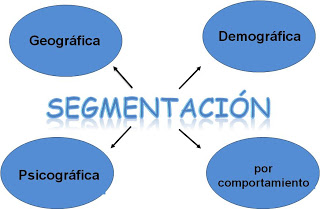 Geográfica
Demográfica
SEGMENTACIÓN
Psicográfica
por
comportamiento